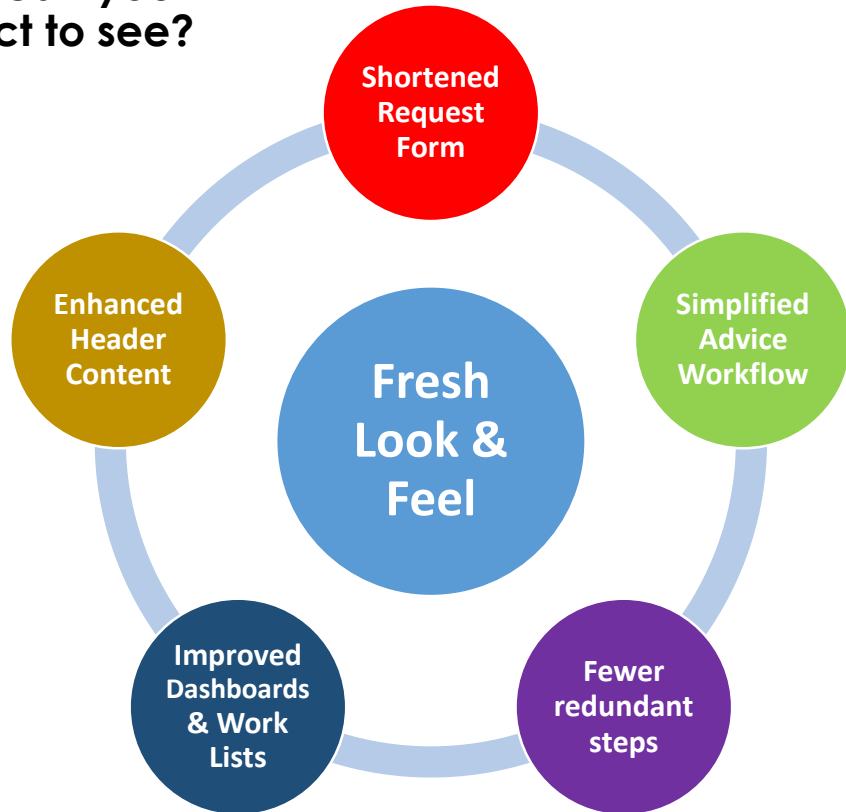 ct to see?
Shortened
Request
Form
Enhanced
Header
Content
Simplified
Advice
Workflow
Fresh
Look &
Feel
Improved
Dashboards
& Work
Lists
Fewer
redundant
steps